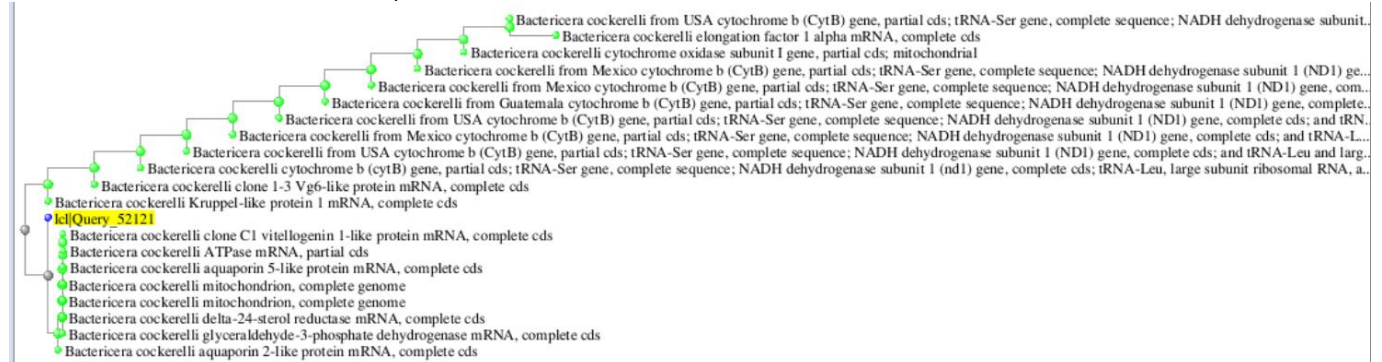 Bactericera cockerelli from USA cytochrome b (CytB) gene, partial cds; tRNA-Ser gene, complete sequence; NADH dehydrogenase subunit...
Bactericera cockerelli elongation factor 1 alpha mRNA, complete cds
Bactericera cockerelli cytochrome oxidase subunit I gene, partial cds; mitochondrial
Bactericera cockerelli from Mexico cytochrome b (CytB) gene, partial cds; tRNA-Ser gene, complete sequence; NADH dehydrogenase subunit 1 (ND1) ge...
Bactericera cockerelli from Mexico cytochrome b (CytB) gene, partial cds; tRNA-Ser gene, complete sequence; NADH dehydrogenase subunit 1 (ND1) gene, com...
Bactericera cockerelli from Guatemala cytochrome b (CytB) gene, partial cds; tRNA-Ser gene, complete sequence; NADH dehydrogenase subunit 1 (ND1) gene, complete...
Bactericera cockerelli from USA cytochrome b (CytB) gene, partial cds; tRNA-Ser gene, complete sequence; NADH dehydrogenase subunit 1 (ND1) gene, complete cds; and tRN...
Bactericera cockerelli from Mexico cytochrome b (CytB) gene, partial cds; tRNA-Ser gene, complete sequence; NADH dehydrogenase subunit 1 (ND1) gene, complete cds; and tRNA-L...
Bactericera cockerelli from USA cytochrome b (CytB) gene, partial cds; tRNA-Ser gene, complete sequence; NADH dehydrogenase subunit 1 (ND1) gene, complete cds; and tRNA-Leu and larg...
Bactericera cockerelli cytochrome b (cytB) gene, partial cds; tRNA-Ser gene, complete sequence; NADH dehydrogenase subunit 1 (nd1) gene, complete cds; tRNA-Leu, large subunit ribosomal RNA, a...
Bactericera cockerelli clone 1-3 Vg6-like protein mRNA, complete cds
Bactericera cockerelli Kruppel-like protein 1 mRNA, complete cds
lcl|Query_52121
Bactericera cockerelli clone C1 vitellogenin 1-like protein mRNA, complete cds
Bactericera cockerelli ATPase mRNA, partial cds
Bactericera cockerelli aquaporin 5-like protein mRNA, complete cds
Bactericera cockerelli mitochondrion, complete genome
Bactericera cockerelli mitochondrion, complete genome
Bactericera cockerelli delta-24-sterol reductase mRNA, complete cds
Bactericera cockerelli glyceraldehyde-3-phosphate dehydrogenase mRNA, complete cds
Bactericera cockerelli aquaporin 2-like protein mRNA, complete cds